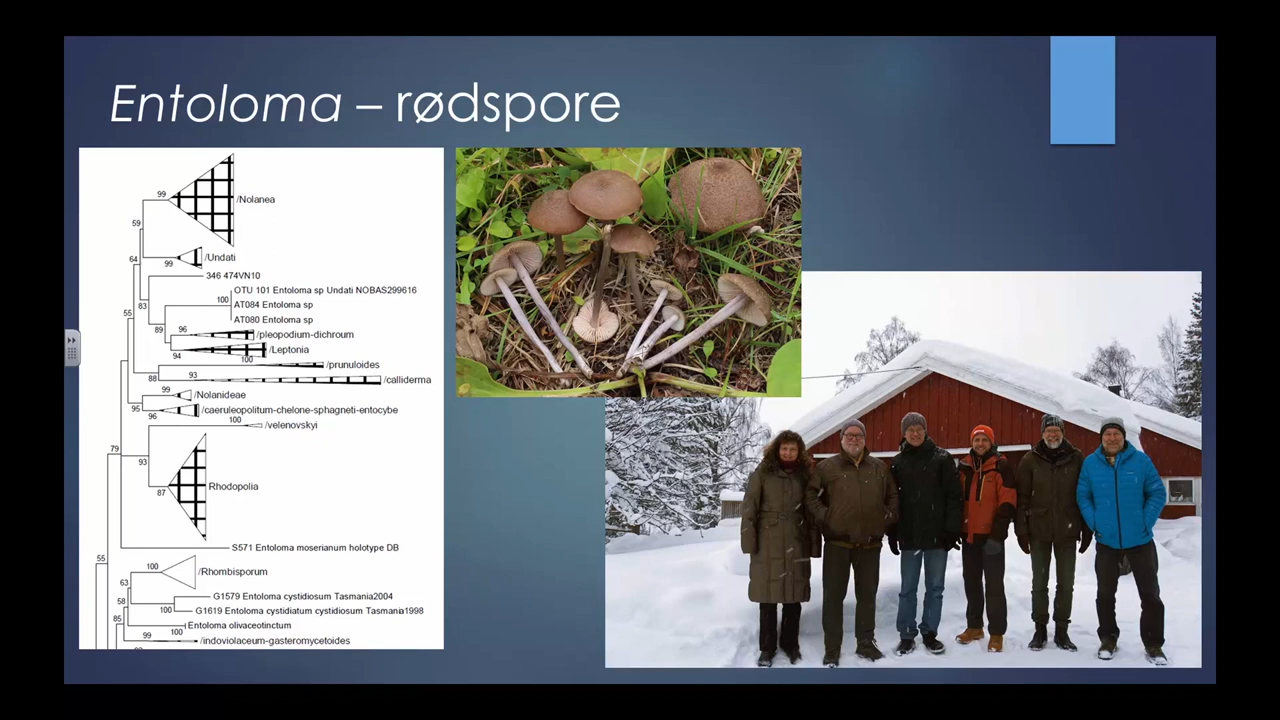 Entoloma – rødspore
99
/Nolanea
59
/Undati
99
64
346 474VN10
OTU 101 Entoloma sp Undati NOBAS299616
83
100
AT084 Entoloma sp
55
AT080 Entoloma sp
89
96
/pleopodium-dichroum
/Leptonia
94
100
/prunuloides
88
93
/calliderma
99
/Nolanideae
95
/caeruleopolitum-chelone-sphagneti-entocybe
96
100
/velenovskyi
79
93
Rhodopolia
87
S571 Entoloma moserianum holotype DB
55
100
/Rhombisporum
63
G1579 Entoloma cystidiosum Tasmania2004
58
100
G1619 Entoloma cystidiatum cystidiosum Tasmania1998
85
Entoloma olivaceotinctum
100
99
/indoviolaceum-gasteromycetoides